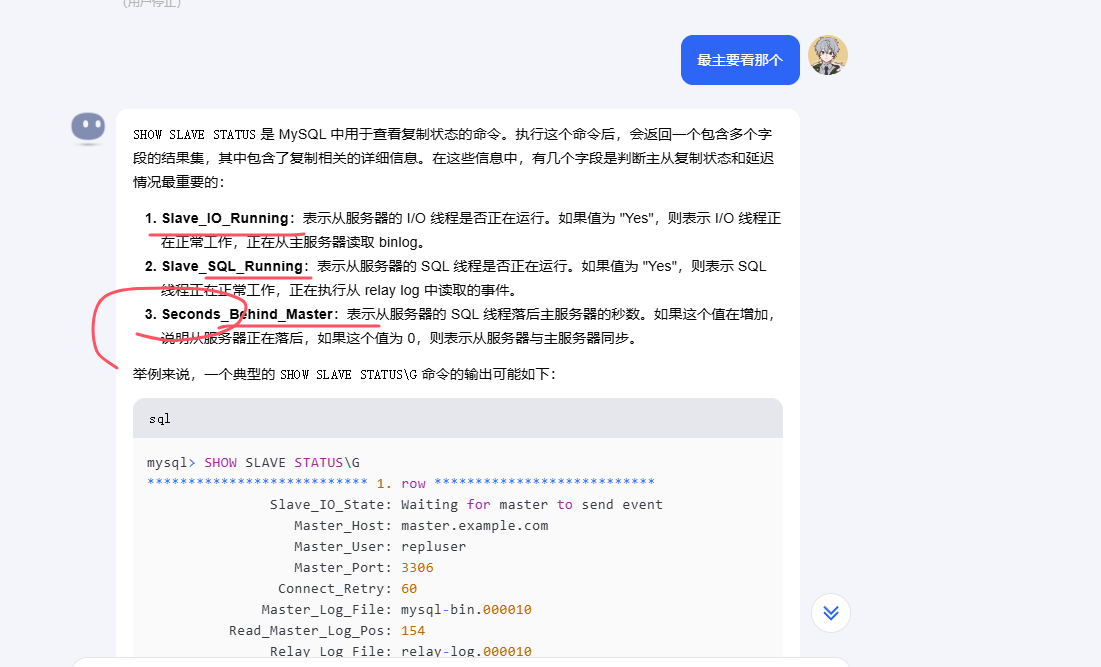 (用户停止)
最主要看那个
SHOW SLAVE STATUS 是 MySQL 中用于查看复制状态的命令。执行这个命令后，会返回一个包含多个字
段的结果集，其中包含了复制相关的详细信息。在这些信息中，有几个字段是判断主从复制状态和延迟
情况最重要的：
1. Slave_IO_Running：表示从服务器的 I/O 线程是否正在运行。如果值为 "Yes"，则表示 I/O 线程正
在正常工作，正在从主服务器读取 binlog。
2. Slave_SQL_Running：表示从服务器的 SQL 线程是否正在运行。如果值为 "Yes"，则表示 SQL
线程正在正常工作，正在执行从 relay log 中读取的事件。
3. Seconds_Behind_Master：表示从服务器的 SQL 线程落后主服务器的秒数。如果这个值在增加，
说明从服务器正在落后，如果这个值为 0，则表示从服务器与主服务器同步。
举例来说，一个典型的 SHOW SLAVE STATUS\G 命令的输出可能如下：
sql
mysql> SHOW SLAVE STATUS\G
*************************** 1. row ***************************
Slave_IO_State: Waiting for master to send event
Master_Host: master.example.com
Master_User: repluser
Master_Port: 3306
Connect_Retry: 60
Master_Log_File: mysql-bin.000010
Read_Master_Log_Pos: 154
Relay_Log_File: relay-log.000010